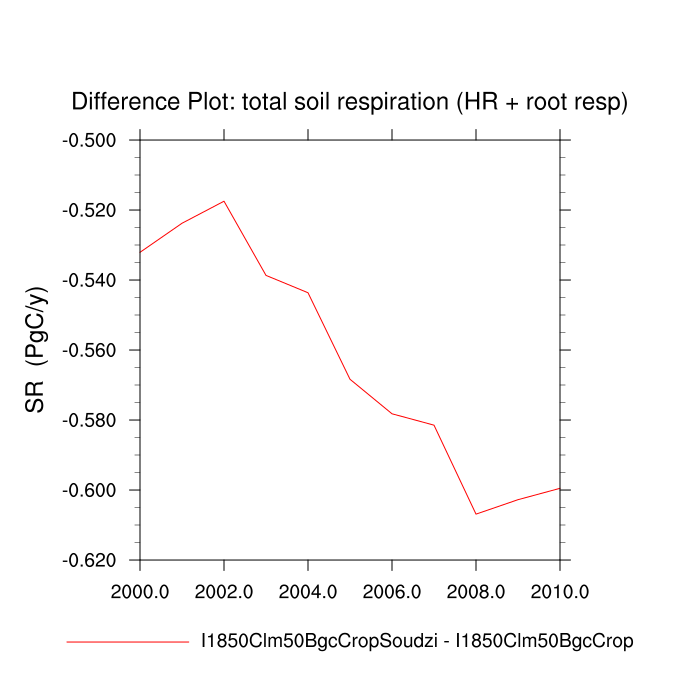 Difference Plot: total soil respiration (HR + root resp)
-0.500
-0.520
-0.540
-0.560
-0.580
-0.600
-0.620
SR (PgC/y)
2000.0 2002.0 2004.0 2006.0 2008.0 2010.0
I1850Clm50BgcCropSoudzi - I1850Clm50BgcCrop